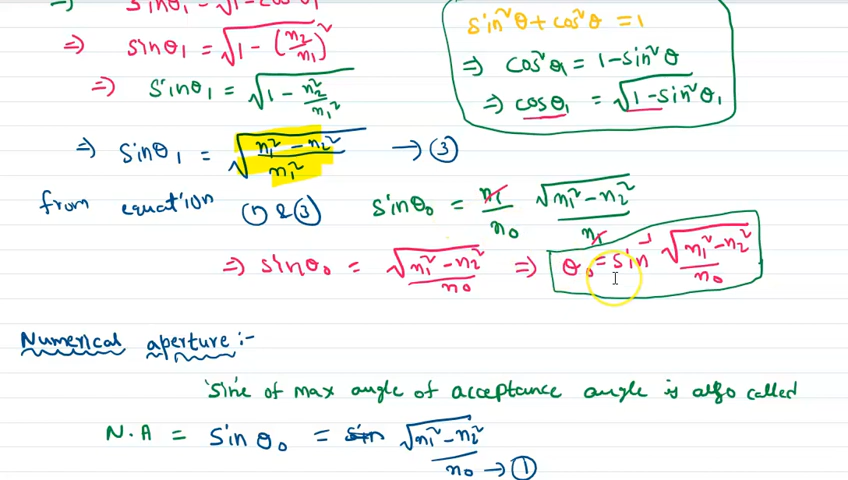 ⇒ sinθ1 = √(1 - (n2/n1)²)
⇒ sinθ1 = √(1 - n2²/n1²)
⇒ sinθ1 = √((n1² - n2²)/n1²) → ③
sin²θ + cos²θ = 1
⇒ cos²θ1 = 1 - sin²θ
⇒ cosθ1 = √(1 - sin²θ1)
from equation ① & ③ sinθ0 = n1/n0 √(n1² - n2²)/n1
⇒ sinθ0 = √(n1² - n2²)/n0 ⇒ θ0 = sin⁻¹ √(n1² - n2²)/n0
Numerical aperture :-
'sine of max angle of acceptance angle is also called
N.A = sinθ0 = √(n1² - n2²)/n0 → ①